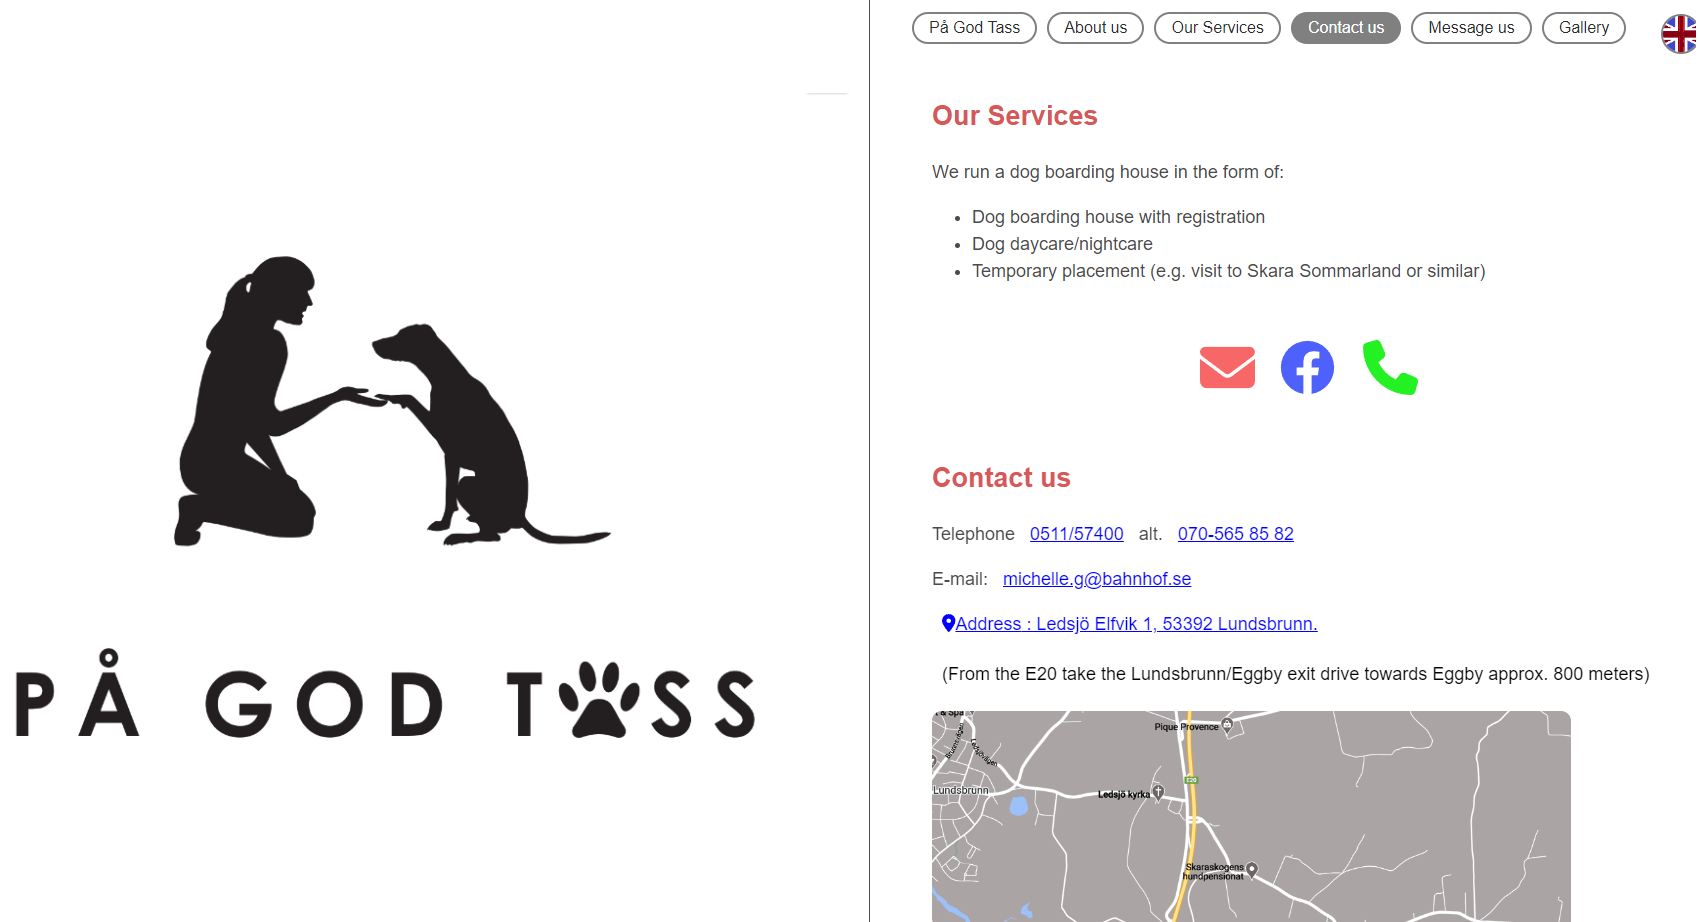 På God Tass
About us
Our Services
Contact us
Message us
Gallery
PÅ GOD TASS
Our Services
We run a dog boarding house in the form of:
Dog boarding house with registration
Dog daycare/nightcare
Temporary placement (e.g. visit to Skara Sommarland or similar)
Contact us
Telephone 0511/57400 alt. 070-565 85 82
E-mail: michelle.g@bahnhof.se
Address : Ledsjö Elfvik 1, 53392 Lundsbrunn.
(From the E20 take the Lundsbrunn/Eggby exit drive towards Eggby approx. 800 meters)
t & Spa
Pique Provence
Brunnsvägen
Ledsjövägen
E20
Lundsbrunn
Ledsjö kyrka
Skaraskogens
hundpensionat